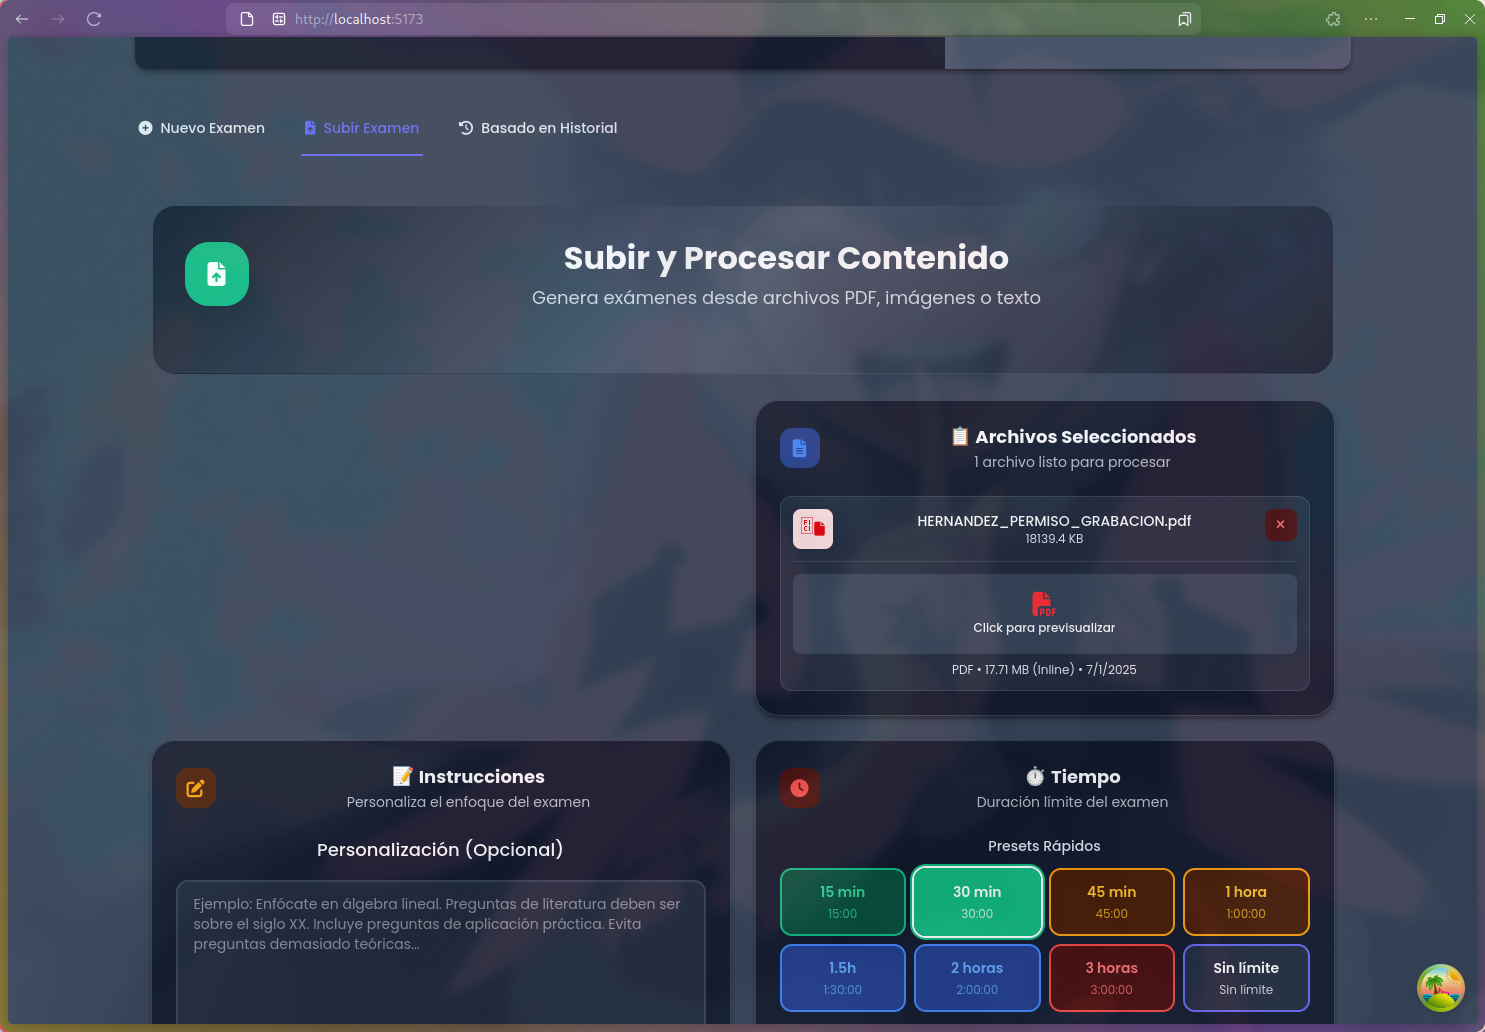 http://localhost:5173
Nuevo Examen
Subir Examen
Basado en Historial
Subir y Procesar Contenido
Genera exámenes desde archivos PDF, imágenes o texto
📋 Archivos Seleccionados
1 archivo listo para procesar
HERNANDEZ_PERMISO_GRABACION.pdf
18139.4 KB
PDF
Click para previsualizar
PDF • 17.71 MB (Inline) • 7/1/2025
📝 Instrucciones
Personaliza el enfoque del examen
Personalización (Opcional)
Ejemplo: Enfócate en álgebra lineal. Preguntas de literatura deben ser
sobre el siglo XX. Incluye preguntas de aplicación práctica. Evita
preguntas demasiado teóricas...
⏱️ Tiempo
Duración límite del examen
Presets Rápidos
15 min
15:00
30 min
30:00
45 min
45:00
1 hora
1:00:00
1.5h
1:30:00
2 horas
2:00:00
3 horas
3:00:00
Sin límite
Sin límite